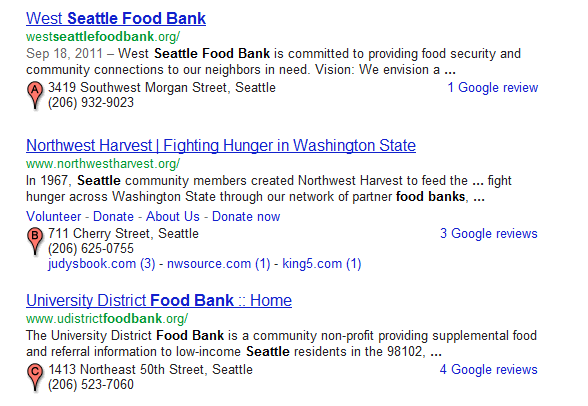 West Seattle Food Bank
westseattlefoodbank.org/
Sep 18, 2011 – West Seattle Food Bank is committed to providing food security and
community connections to our neighbors in need. Vision: We envision a ...
A 3419 Southwest Morgan Street, Seattle 1 Google review
(206) 932-9023
Northwest Harvest | Fighting Hunger in Washington State
www.northwestharvest.org/
In 1967, Seattle community members created Northwest Harvest to feed the ... fight
hunger across Washington State through our network of partner food banks, ...
Volunteer - Donate - About Us - Donate now
B 711 Cherry Street, Seattle 3 Google reviews
(206) 625-0755
judysbook.com (3) - nwsource.com (1) - king5.com (1)
University District Food Bank :: Home
www.udistrictfoodbank.org/
The University District Food Bank is a community non-profit providing supplemental food
and referral information to low-income Seattle residents in the 98102, ...
C 1413 Northeast 50th Street, Seattle 4 Google reviews
(206) 523-7060